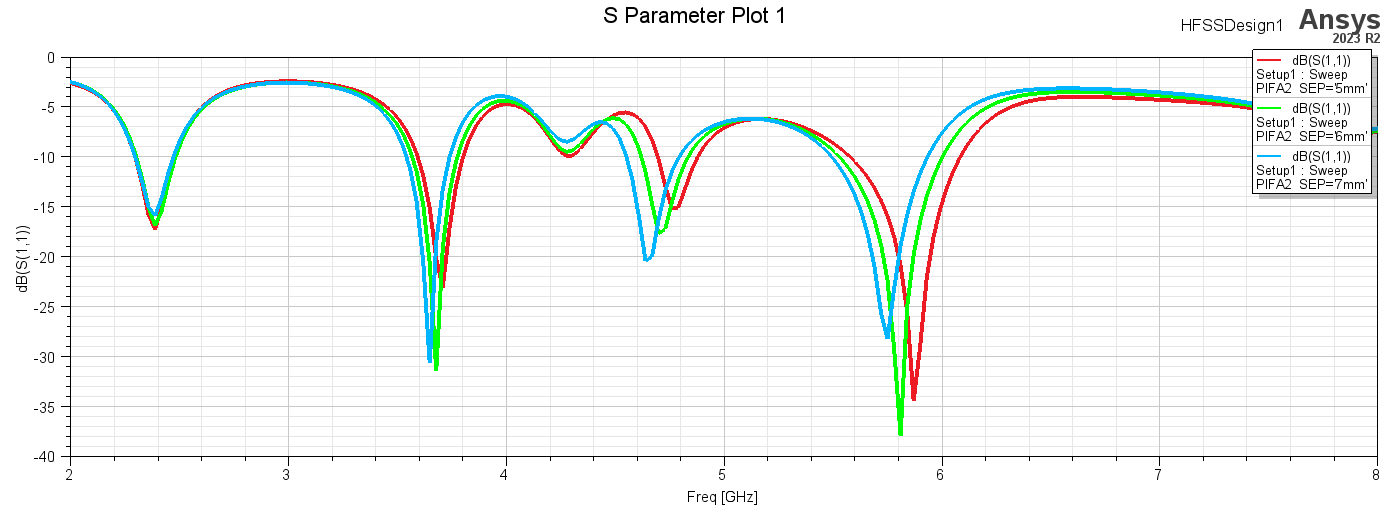 S Parameter Plot 1
HFSSDesign1
Ansys
2023 R2
dB(S(1,1))
Setup1 : Sweep
PIFA2_SEP='5mm'
dB(S(1,1))
Setup1 : Sweep
PIFA2_SEP='6mm'
dB(S(1,1))
Setup1 : Sweep
PIFA2_SEP='7mm'
dB(S(1,1))
0
-5
-10
-15
-20
-25
-30
-35
-40
2 3 4 5 6 7 8
Freq [GHz]